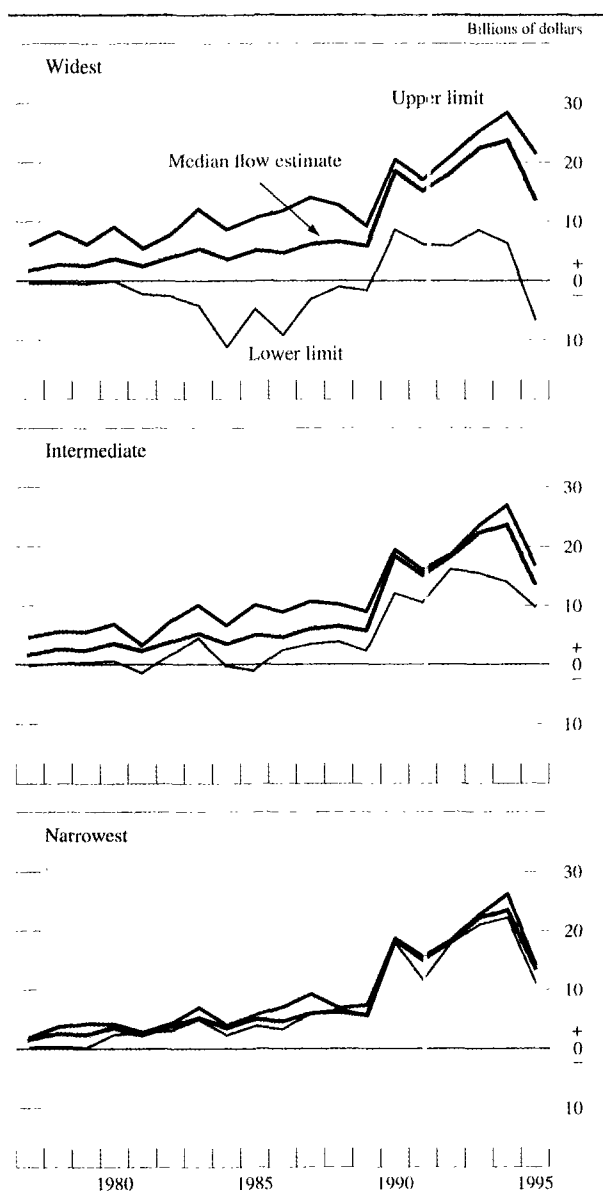 Billions of dollars
Widest
Upper limit
30
Median flow estimate
20
10
+
0
−
10
Lower limit
Intermediate
30
20
10
+
0
−
10
Narrowest
30
20
10
+
0
−
10
1980 1985 1990 1995